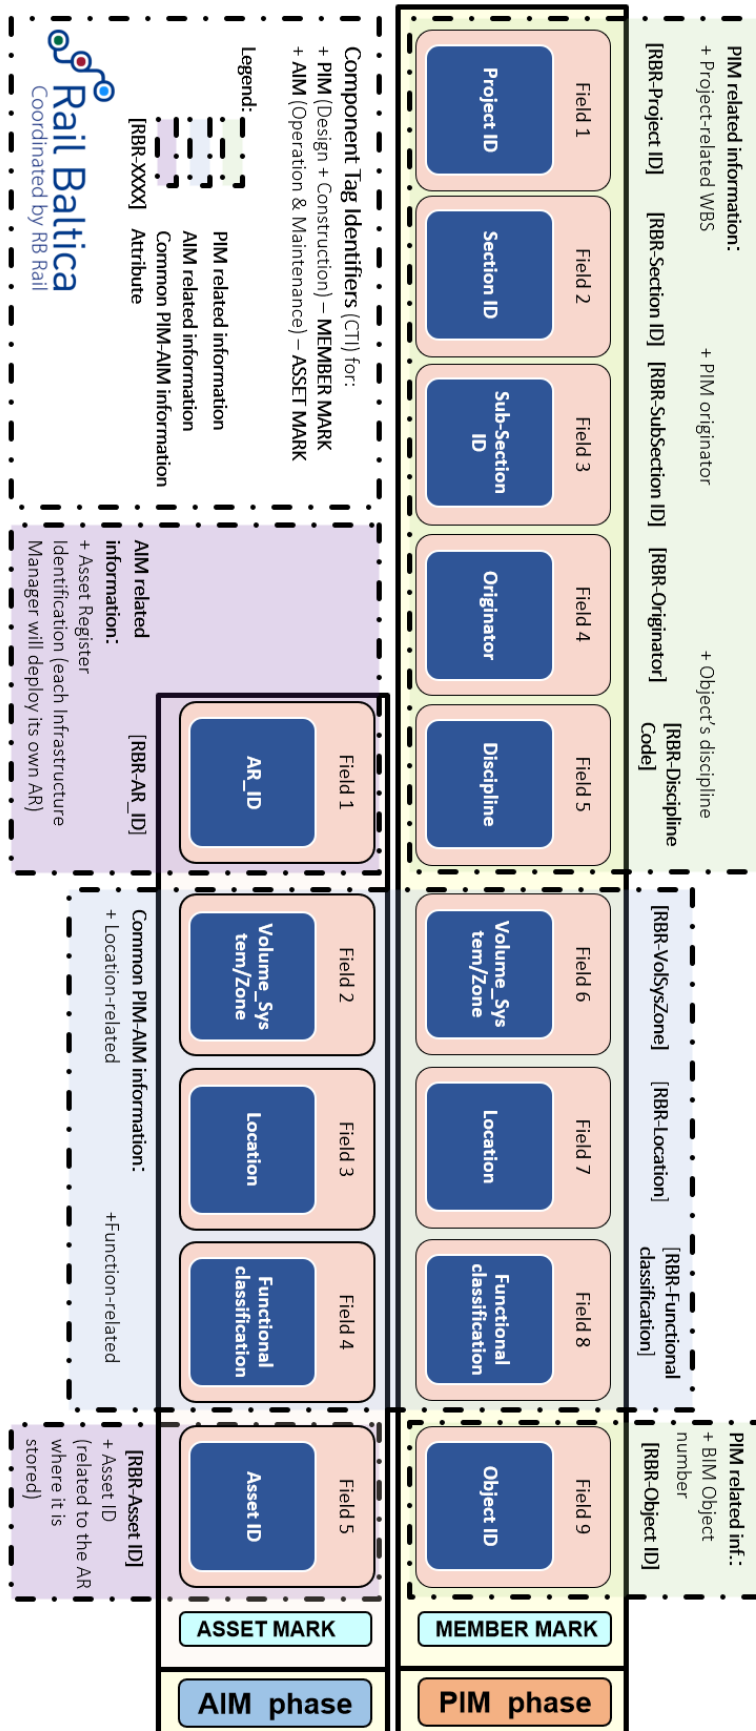 PIM related information:
+ Project-related WBS
+ PIM originator
+ Object's discipline
PIM related inf.:
+ BIM Object
number
[RBR-Project ID]
[RBR-Section ID]
[RBR-SubSection ID]
[RBR-Originator]
[RBR-Discipline
Code]
[RBR-VolSysZone]
[RBR-Location]
[RBR-Functional
classification]
[RBR-Object ID]
Field 1
Field 2
Field 3
Field 4
Field 5
Field 6
Field 7
Field 8
Field 9
Project ID
Section ID
Sub-Section
ID
Originator
Discipline
Volume_Sys
tem/Zone
Location
Functional
classification
Object ID
MEMBER MARK
PIM phase
Component Tag Identifiers (CTI) for:
+ PIM (Design + Construction) – MEMBER MARK
+ AIM (Operation & Maintenance) – ASSET MARK
Legend:
PIM related information
AIM related information
Common PIM-AIM information
[RBR-XXXX]
Attribute
Rail Baltica
Coordinated by RB Rail
Field 1
Field 2
Field 3
Field 4
Field 5
AR_ID
Volume_Sys
tem/Zone
Location
Functional
classification
Asset ID
ASSET MARK
AIM phase
AIM related
information:
+ Asset Register
Identification (each Infrastructure
Manager will deploy its own AR)
[RBR-AR_ID]
Common PIM-AIM information:
+ Location-related
+Function-related
[RBR-Asset ID]
+ Asset ID
(related to the AR
where it is
stored)